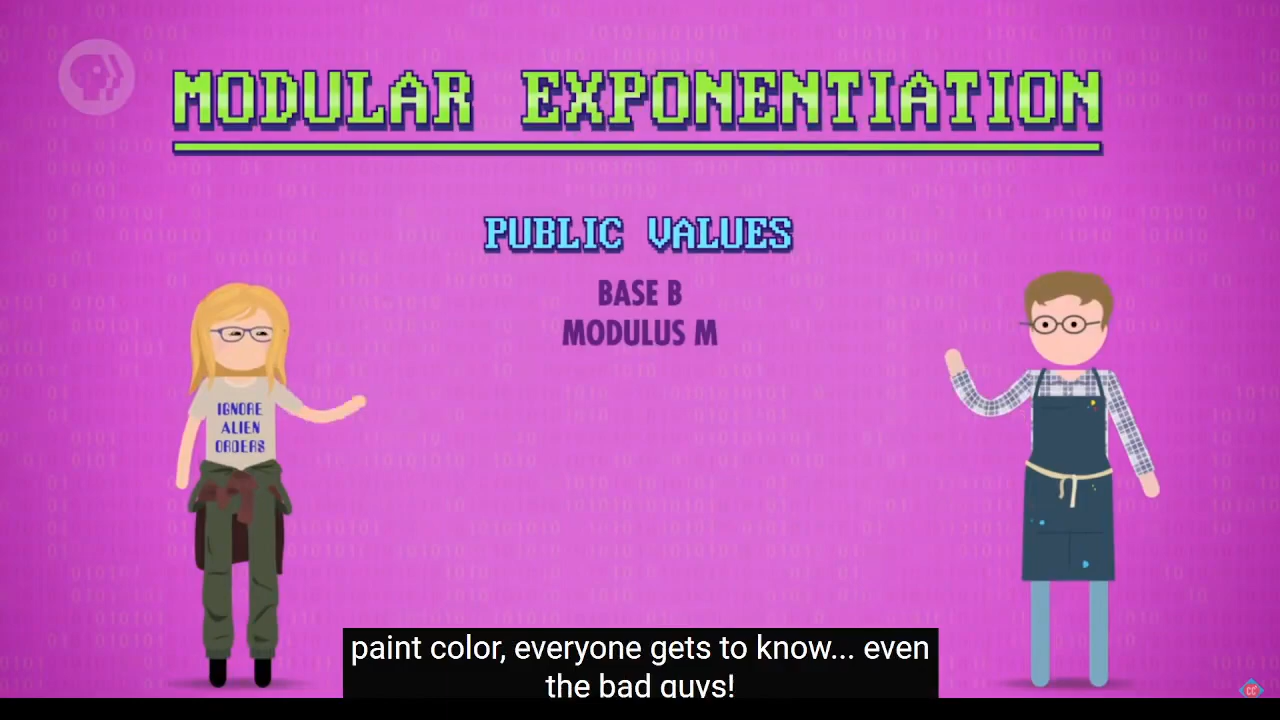 MODULAR EXPONENTIATION
PUBLIC VALUES
BASE B
MODULUS M
IGNORE
ALIEN
ORDERS
paint color, everyone gets to know... even
the bad guys!
CC